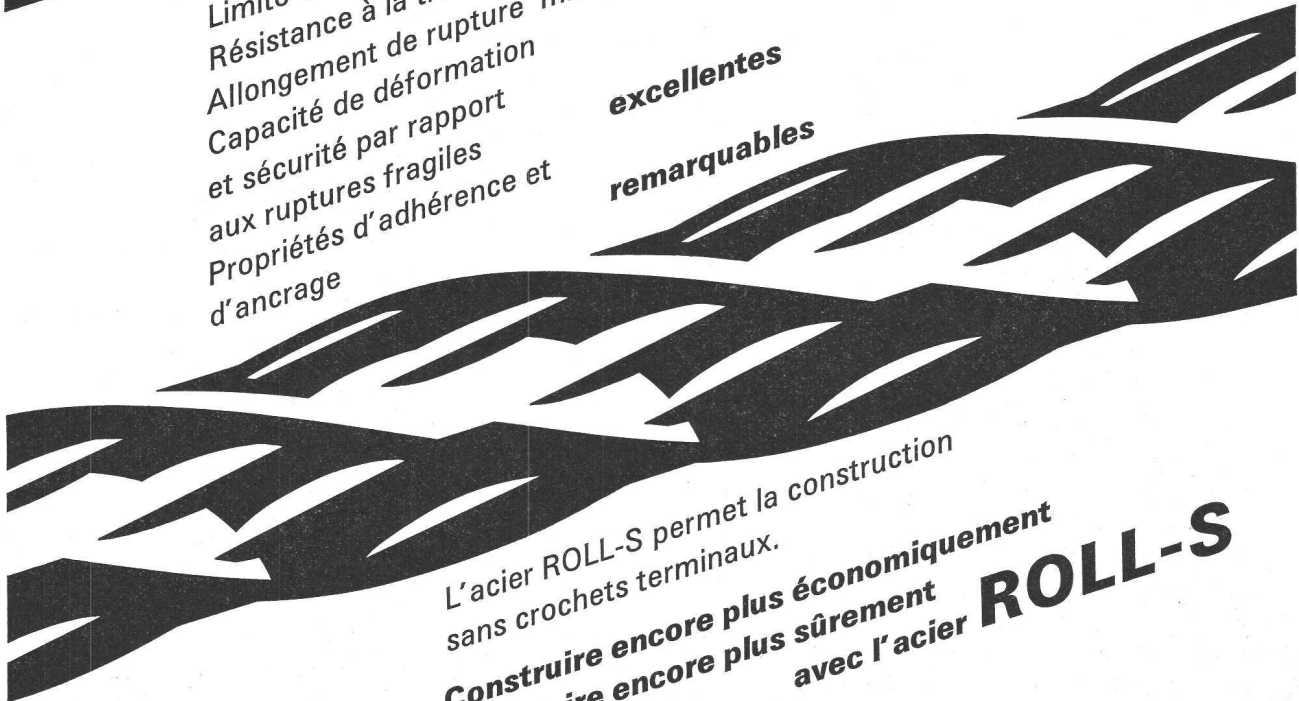 Résistance à la
Allongement de rupture
Capacité de déformation
et sécurité par rapport
aux ruptures fragiles
excellentes
Propriétés d'adhérence et
d'ancrage
remarquables
L'acier ROLL-S permet la construction
sans crochets terminaux.
Construire encore plus économiquement
encore plus sûrement
avec l'acier ROLL-S